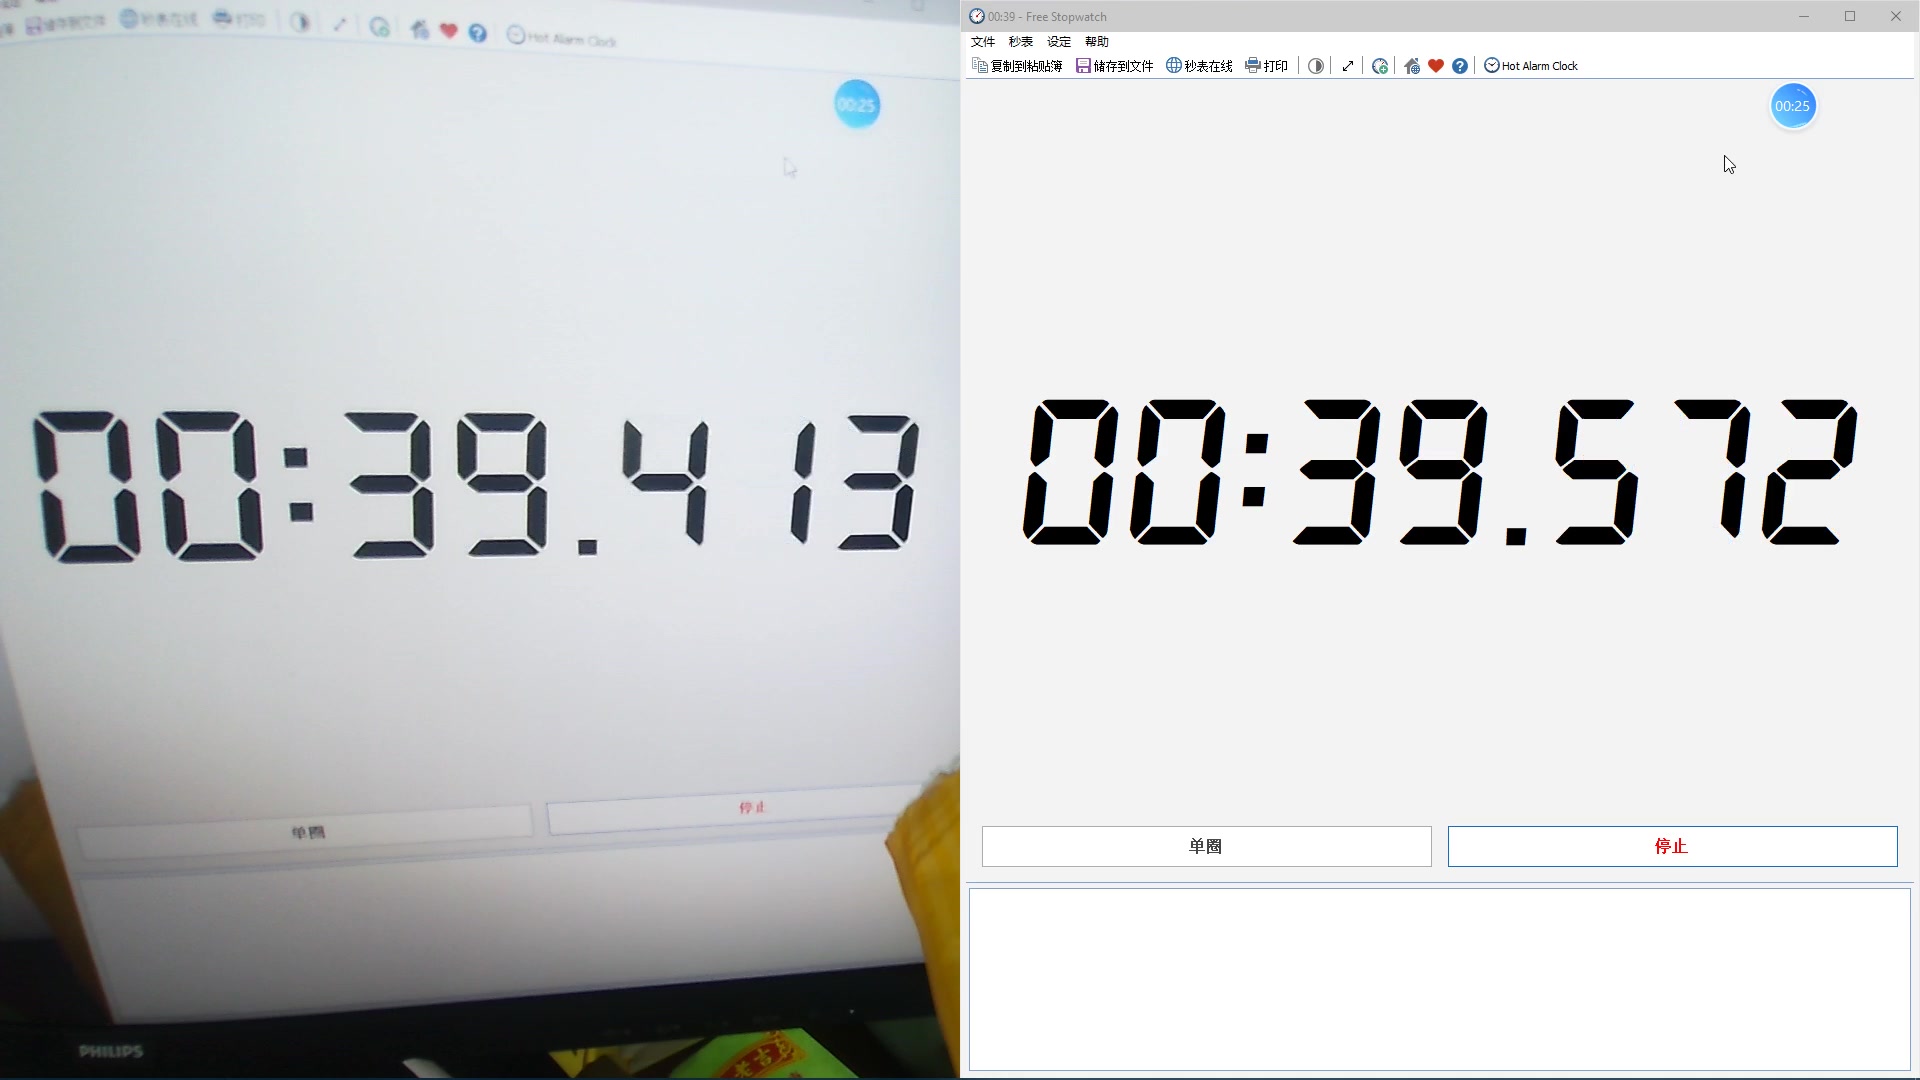 储存到文件 秒表在线 打印 Hot Alarm Clock
00:25
00:39.413
单圈 停止
PHILIPS
老吉
00:39 - Free Stopwatch
文件 秒表 设定 帮助
复制到粘贴簿 储存到文件 秒表在线 打印 Hot Alarm Clock
00:25
00:39.572
单圈 停止